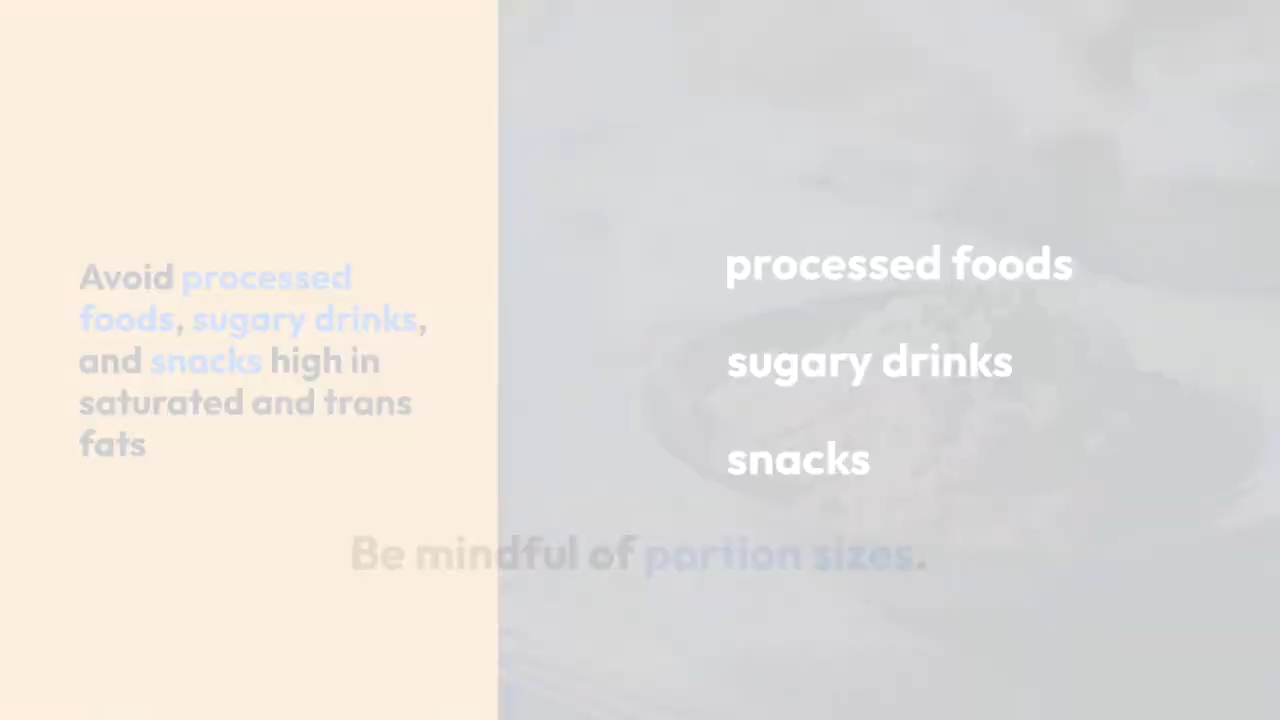 Avoid processed
foods, sugary drinks,
and snacks high in
saturated and trans
fats
processed foods
sugary drinks
snacks
Be mindful of portion sizes.